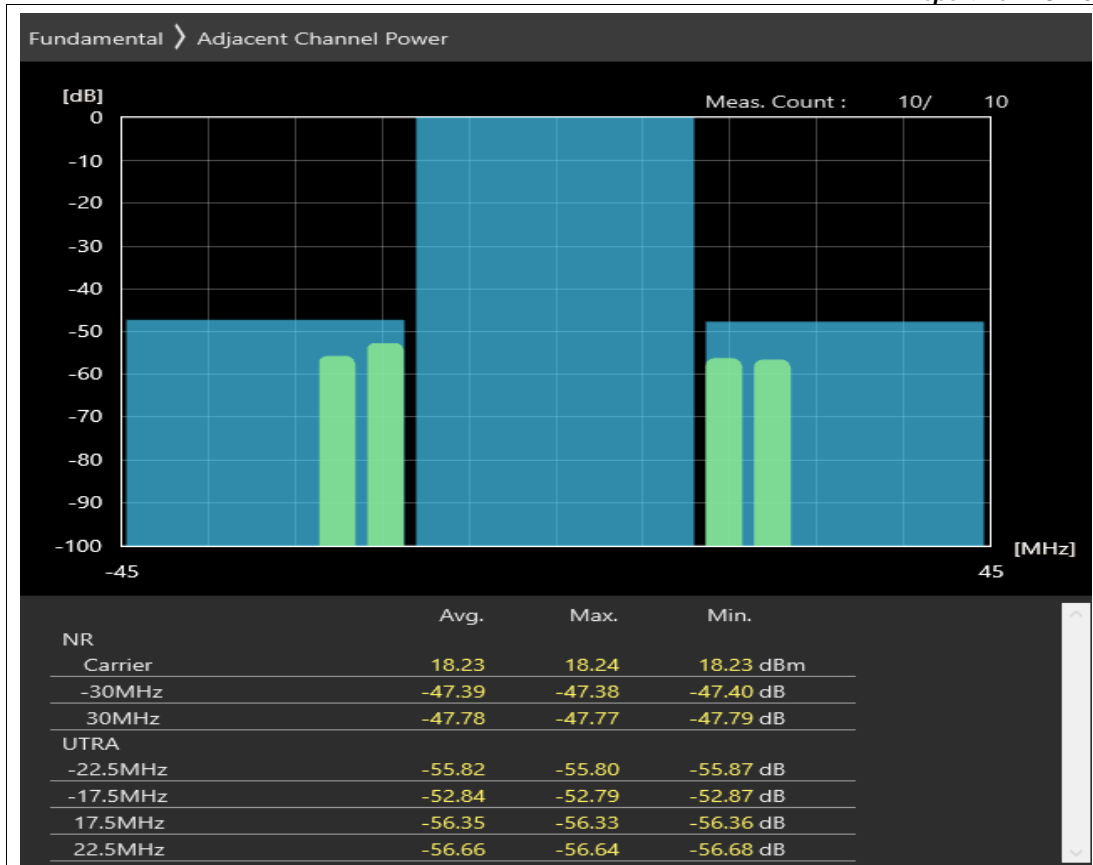 Fundamental ❭ Adjacent Channel Power
[dB]
Meas. Count : 10/ 10
0
-10
-20
-30
-40
-50
-60
-70
-80
-90
-100
[MHz]
-45 45
Avg. Max. Min.
NR
Carrier 18.23 18.24 18.23 dBm
-30MHz -47.39 -47.38 -47.40 dB
30MHz -47.78 -47.77 -47.79 dB
UTRA
-22.5MHz -55.82 -55.80 -55.87 dB
-17.5MHz -52.84 -52.79 -52.87 dB
17.5MHz -56.35 -56.33 -56.36 dB
22.5MHz -56.66 -56.64 -56.68 dB